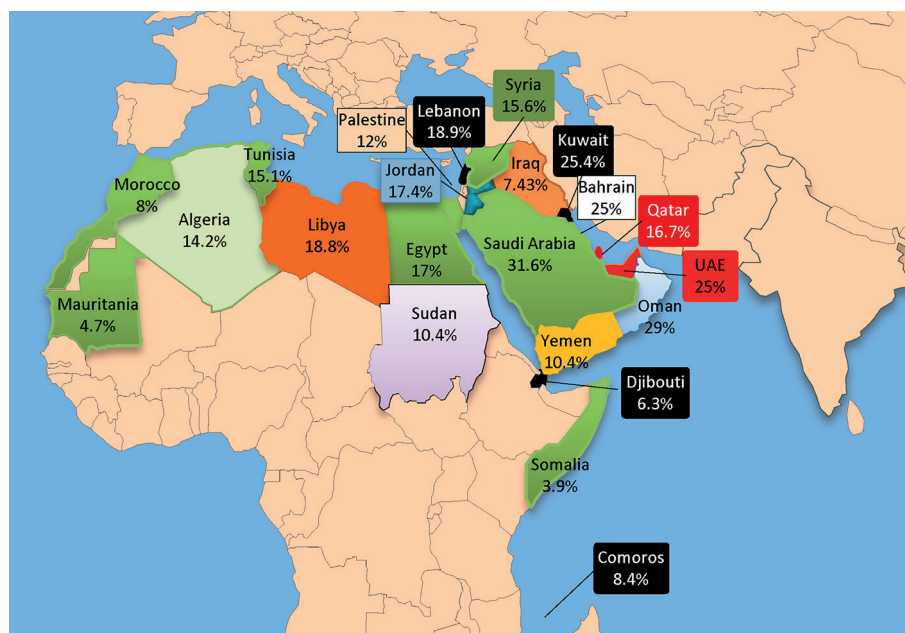 Syria
15.6%
Lebanon
18.9%
Palestine
12%
Kuwait
25.4%
Tunisia
15.1%
Iraq
7.43%
Jordan
17.4%
Bahrain
25%
Morocco
8%
Qatar
16.7%
Algeria
14.2%
Libya
18.8%
Egypt
17%
Saudi Arabia
31.6%
UAE
25%
Mauritania
4.7%
Sudan
10.4%
Oman
29%
Yemen
10.4%
Djibouti
6.3%
Somalia
3.9%
Comoros
8.4%